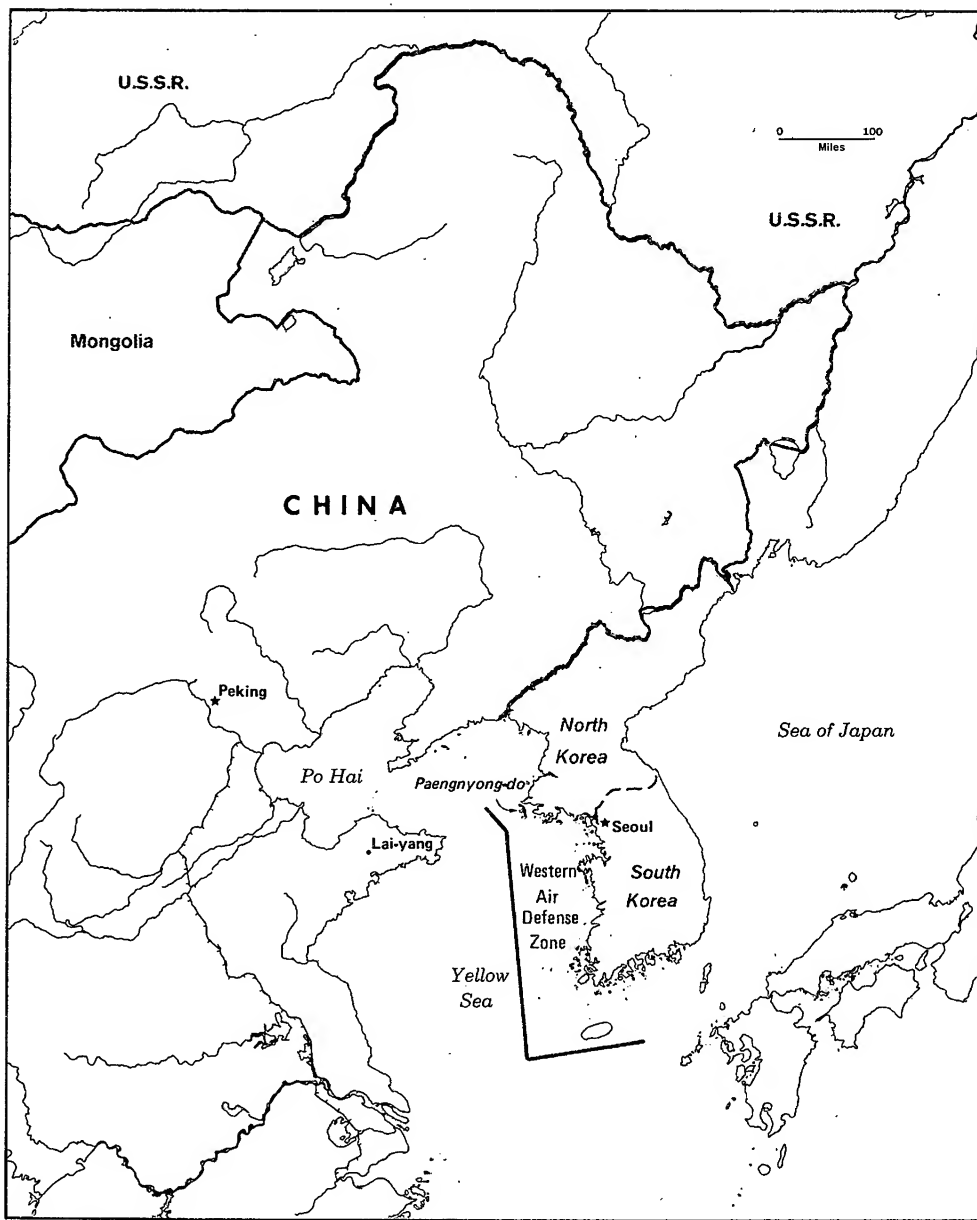 U.S.S.R.
0 100
Miles
U.S.S.R.
Mongolia
CHINA
Peking
North
Korea
Sea of Japan
Po Hai
Paengnyong-do
Seoul
Lai-yang
Western
Air
Defense
Zone
South
Korea
Yellow
Sea